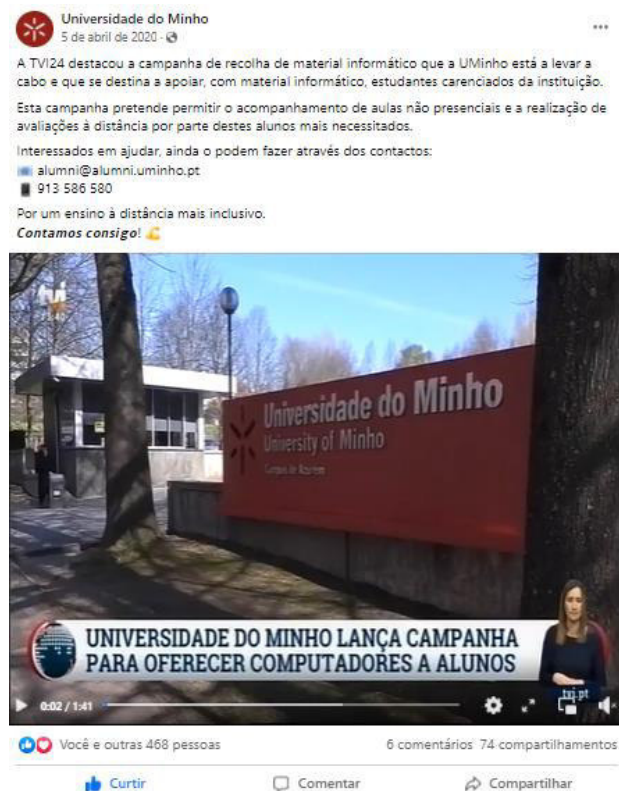 Universidade do Minho
5 de abril de 2020 ·
A TVI24 destacou a campanha de recolha de material informático que a UMinho está a levar a
cabo e que se destina a apoiar, com material informático, estudantes carenciados da instituição.
Esta campanha pretende permitir o acompanhamento de aulas não presenciais e a realização de
avaliações à distância por parte destes alunos mais necessitados.
Interessados em ajudar, ainda o podem fazer através dos contactos:
alumni@alumni.uminho.pt
913 586 580
Por um ensino à distância mais inclusivo.
Contamos consigo!
tvi
Universidade do Minho
University of Minho
Campus de Azurém
UNIVERSIDADE DO MINHO LANÇA CAMPANHA
PARA OFERECER COMPUTADORES A ALUNOS
tvi.pt
0:02 / 1:41
Você e outras 468 pessoas
6 comentários 74 compartilhamentos
Curtir
Comentar
Compartilhar